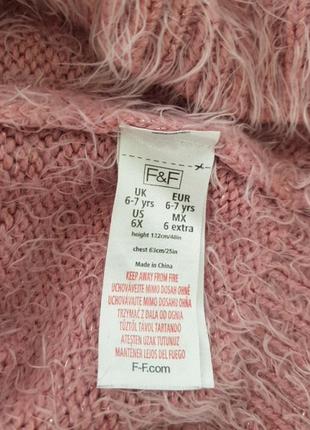 F&F
UK EUR
6-7 yrs 6-7 yrs
US MX
6X 6 extra
height 122cm/48in
chest 63cm/25in
Made in China
KEEP AWAY FROM FIRE
UCHOVÁVEJTE MIMO DOSAH OHNĚ
UCHOVÁVAJTE MIMO DOSAHU OHŇA
TRZYMAĆ Z DALA OD OGNIA
TŰZTŐL TÁVOL TARTANDÓ
ATEŞTEN UZAK TUTUNUZ
MANTENER LEJOS DEL FUEGO
F-F.com